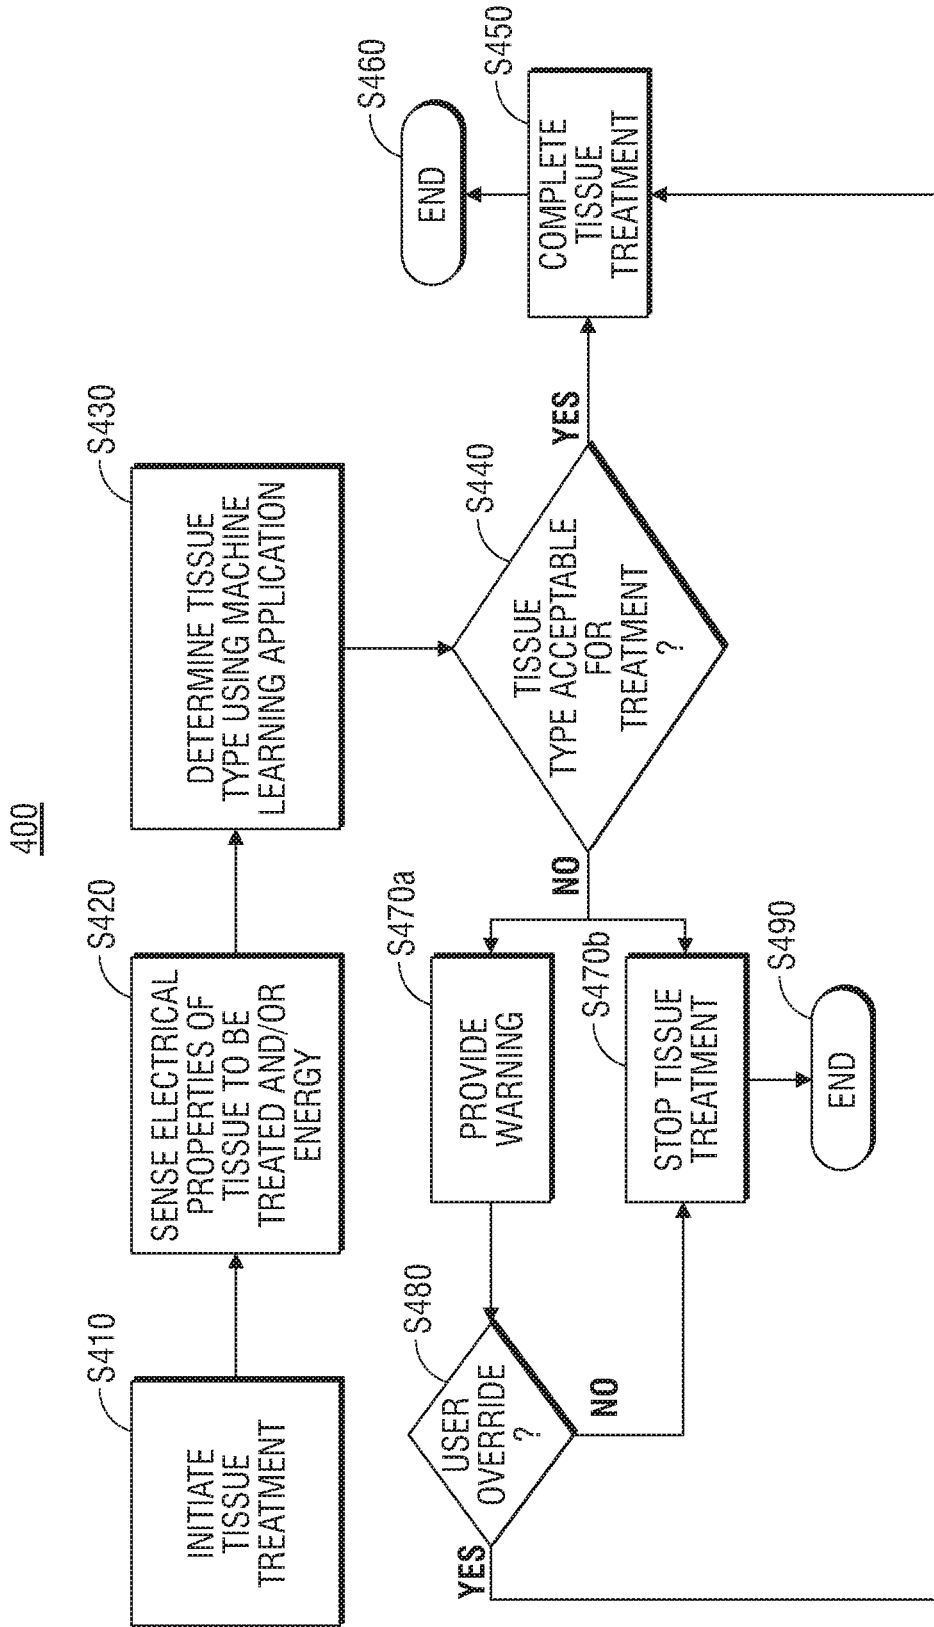 400
S410
INITIATE
TISSUE
TREATMENT
S420
SENSE ELECTRICAL
PROPERTIES OF
TISSUE TO BE
TREATED AND/OR
ENERGY
S430
DETERMINE TISSUE
TYPE USING MACHINE
LEARNING APPLICATION
S440
TISSUE
TYPE ACCEPTABLE
FOR
TREATMENT
?
YES
S450
COMPLETE
TISSUE
TREATMENT
S460
END
NO
S470a
PROVIDE
WARNING
S470b
STOP TISSUE
TREATMENT
S480
USER
OVERRIDE
?
YES
NO
S490
END